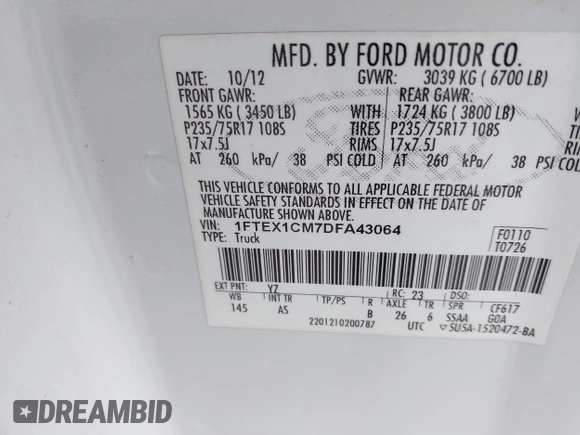 MFD. BY FORD MOTOR CO.
DATE: 10/12 GVWR: 3039 KG ( 6700 LB)
FRONT GAWR: REAR GAWR:
1565 KG ( 3450 LB) WITH 1724 KG ( 3800 LB)
P235/75R17 108S TIRES P235/75R17 108S
17x7.5J RIMS 17x7.5J
AT 260 kPa/ 38 PSI COLD AT 260 kPa/ 38 PSI COLD
THIS VEHICLE CONFORMS TO ALL APPLICABLE FEDERAL MOTOR
VEHICLE SAFETY STANDARDS IN EFFECT ON THE DATE OF
MANUFACTURE SHOWN ABOVE.
VIN: 1FTEX1CM7DFA43064
TYPE: Truck
F0110
T0726
EXT PNT: YZ RC: 23 DSO:
WB INT TR TP/PS R AXLE TR SPR CF617
145 AS B 26 6 SSAA GOA
2201210200787 UTC 5U5A-1520472-BA
DREAMBID